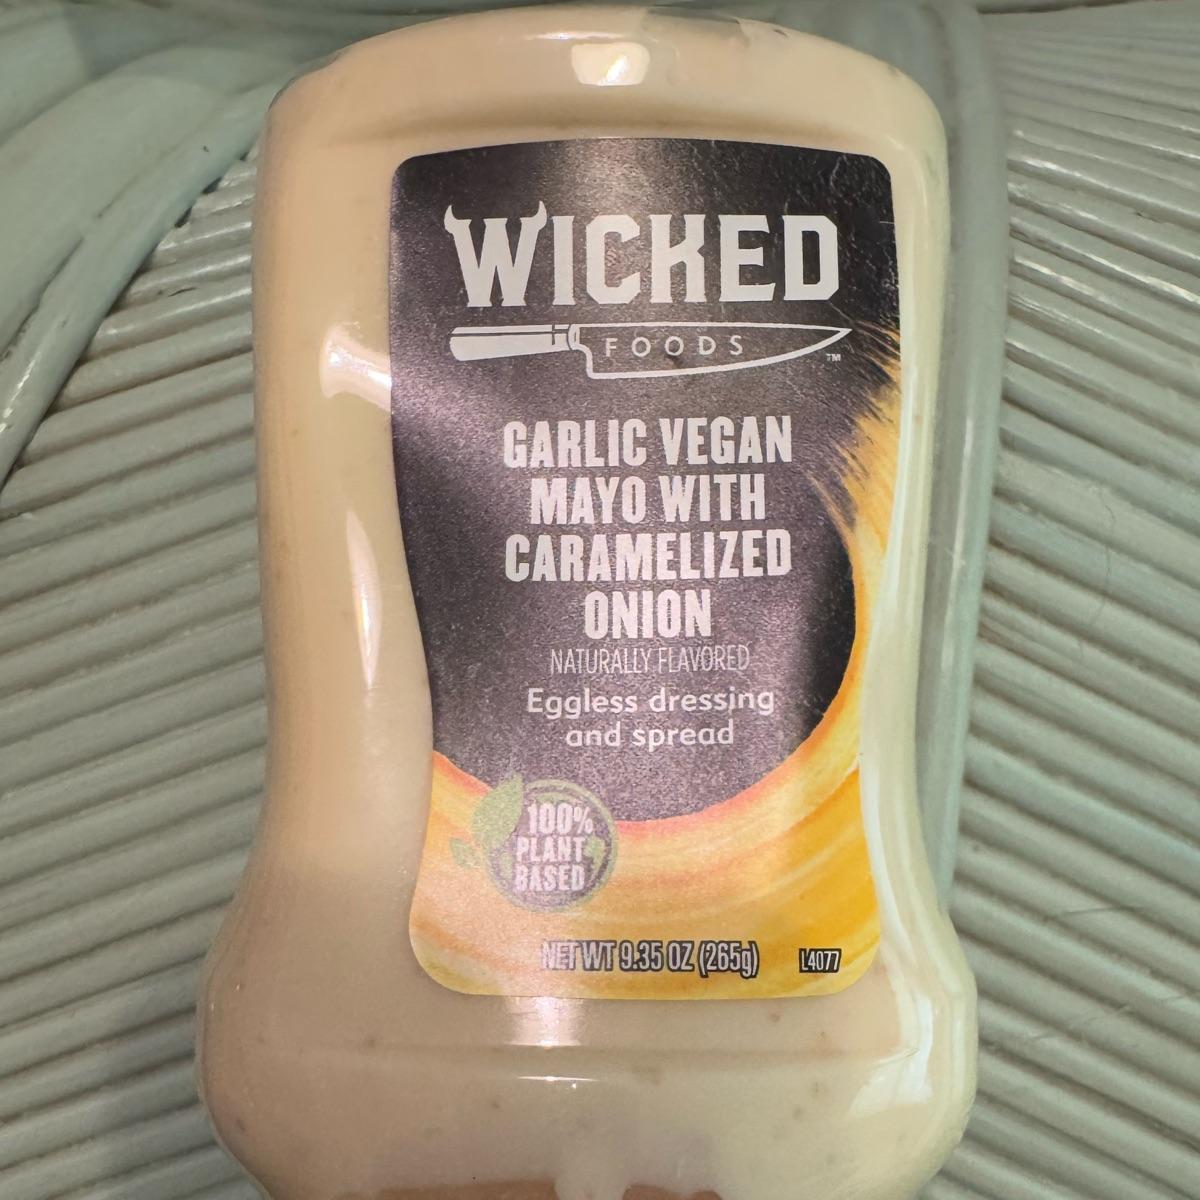 WICKED
FOODS
TM
GARLIC VEGAN
MAYO WITH
CARAMELIZED
ONION
NATURALLY FLAVORED
Eggless dressing
and spread
100%
PLANT
BASED
NET WT 9.35 OZ (265g) L4077